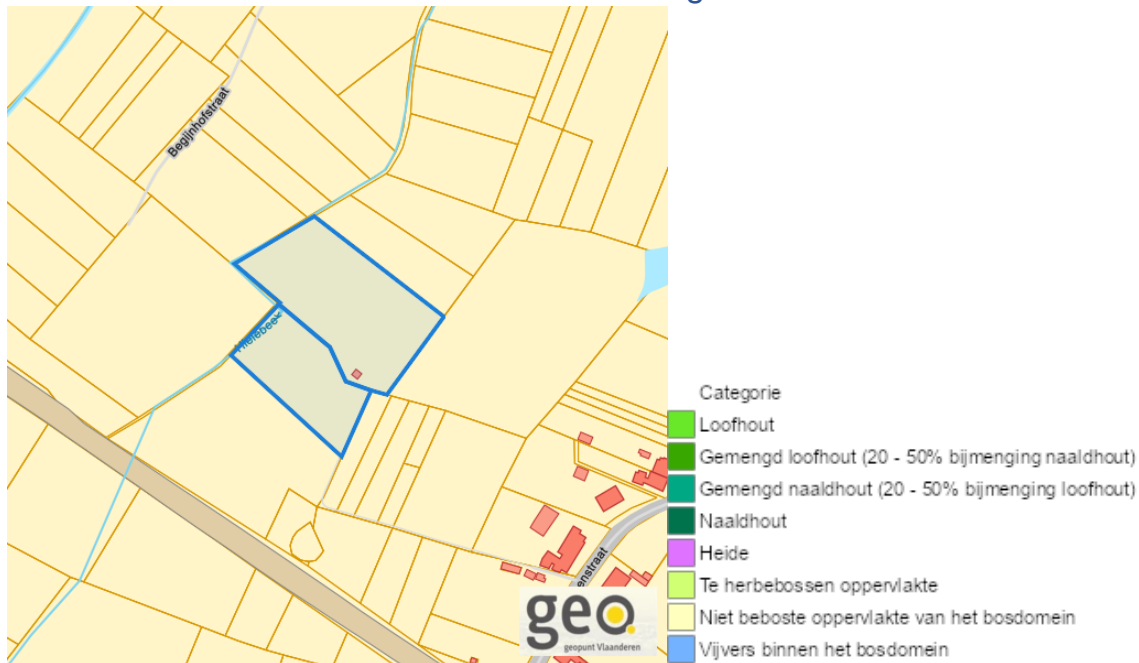 Begijnhofstraat
Categorie
Loofhout
Gemengd loofhout (20 - 50% bijmenging naaldhout)
Gemengd naaldhout (20 - 50% bijmenging loofhout)
Naaldhout
Heide
Te herbebossen oppervlakte
enstraat
Niet beboste oppervlakte van het bosdomein
geo.
geopunt Vlaanderen
Vijvers binnen het bosdomein